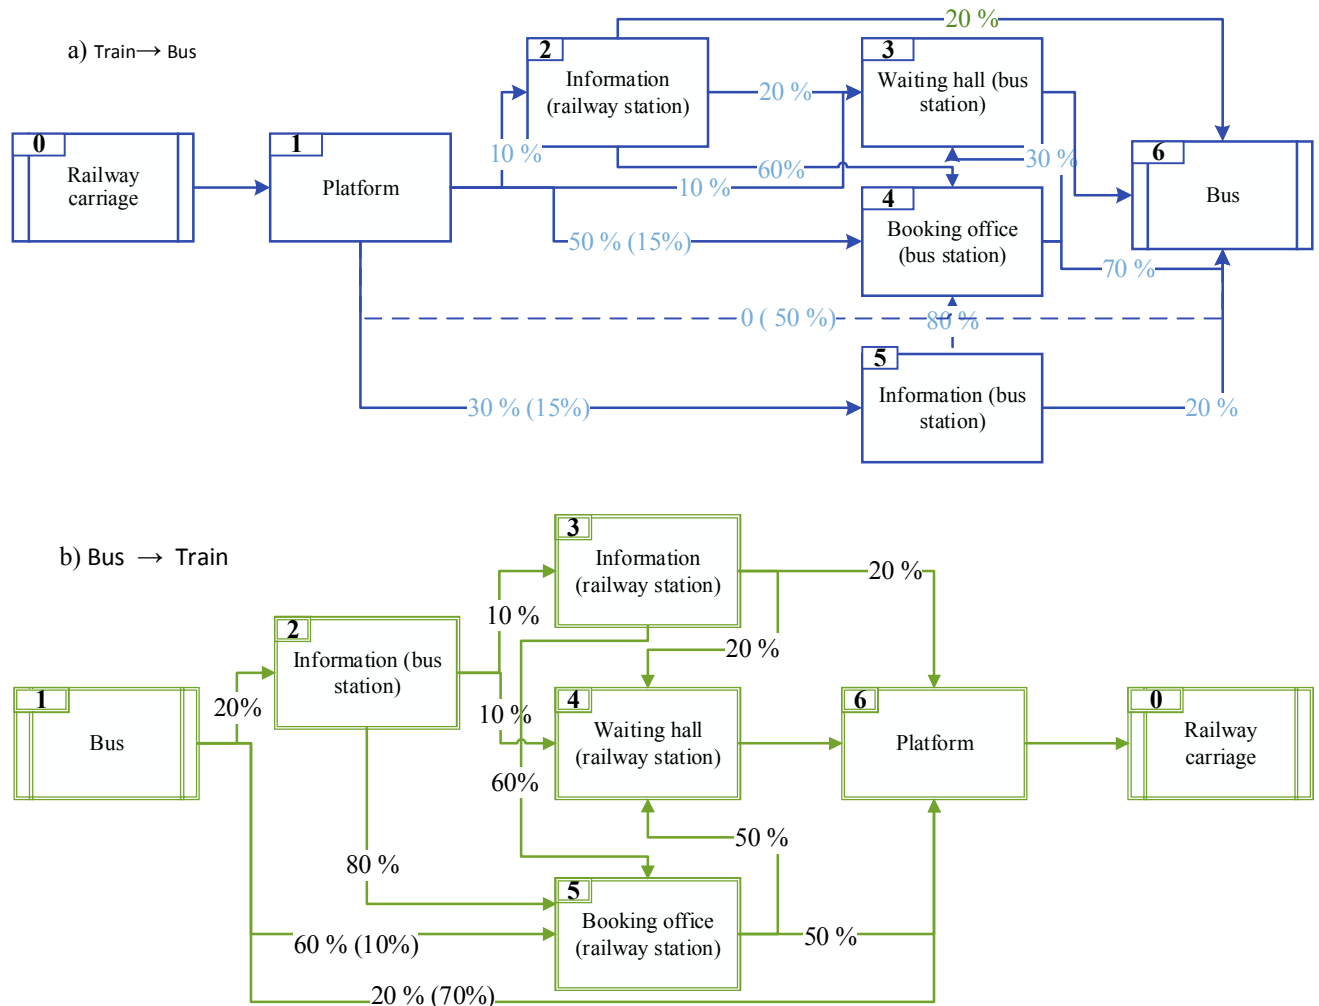 20 %
a) Train→ Bus
2
Information
(railway station)
20 %
3
Waiting hall (bus
station)
0
Railway
carriage
1
Platform
10 %
10 %
60%
30 %
6
Bus
4
Booking office
(bus station)
50 % (15%)
70 %
0 ( 50 %)
80 %
5
Information (bus
station)
30 % (15%)
20 %
b) Bus → Train
3
Information
(railway station)
20 %
10 %
2
Information (bus
station)
20 %
1
Bus
20%
10 %
4
Waiting hall
(railway station)
6
Platform
0
Railway
carriage
60%
50 %
80 %
5
Booking office
(railway station)
60 % (10%)
50 %
20 % (70%)